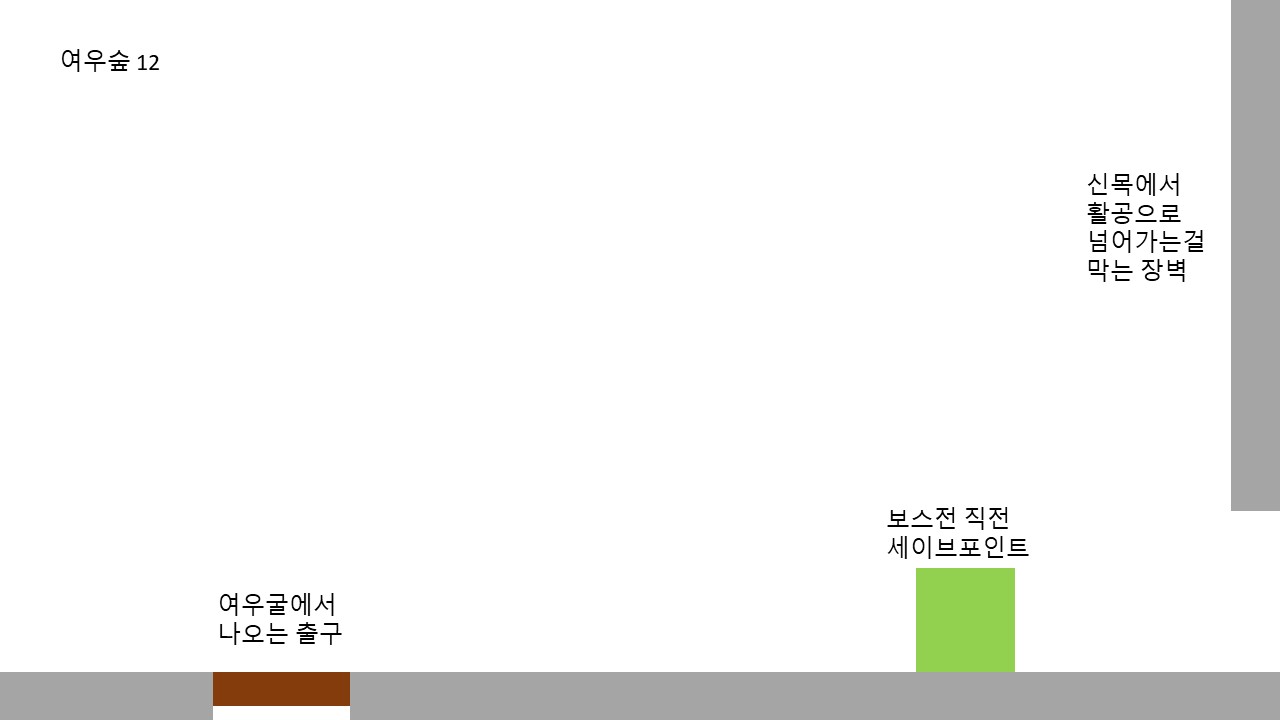 여우숲 12
신목에서
활공으로
넘어가는걸
막는 장벽
보스전 직전
세이브포인트
여우굴에서
나오는 출구